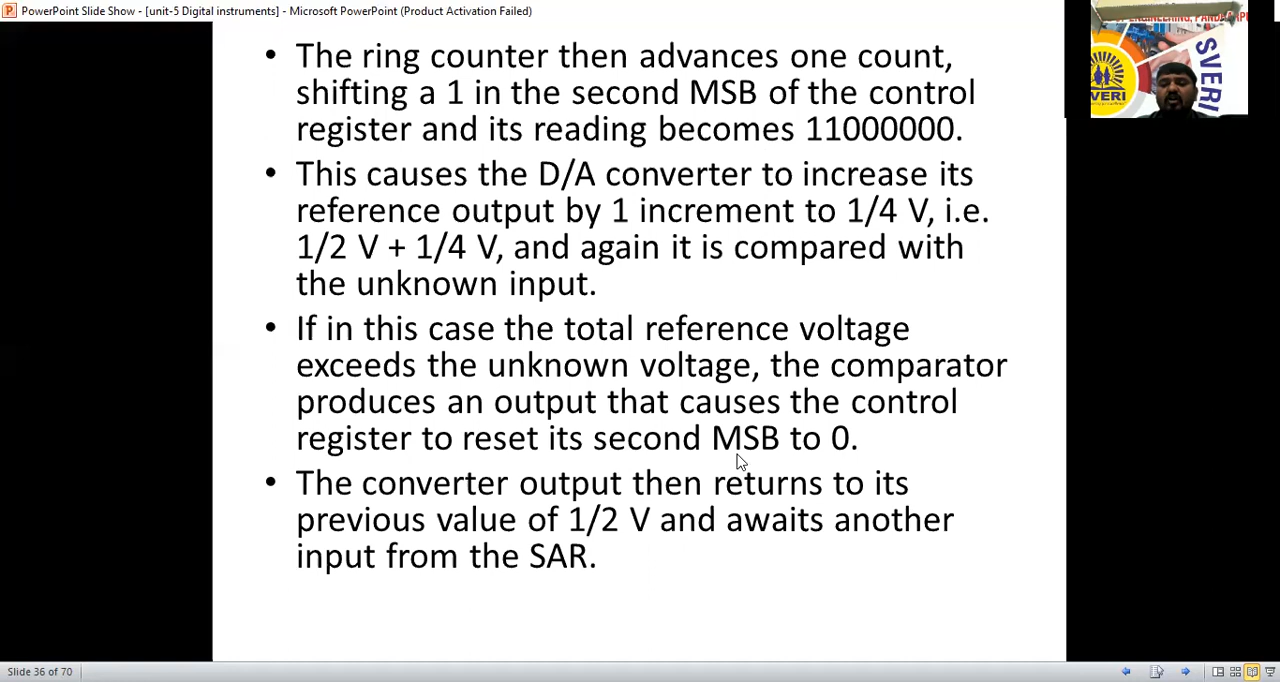 PowerPoint Slide Show - [unit-5 Digital instruments] - Microsoft PowerPoint (Product Activation Failed)
• The ring counter then advances one count,
shifting a 1 in the second MSB of the control
register and its reading becomes 11000000.
• This causes the D/A converter to increase its
reference output by 1 increment to 1/4 V, i.e.
1/2 V + 1/4 V, and again it is compared with
the unknown input.
• If in this case the total reference voltage
exceeds the unknown voltage, the comparator
produces an output that causes the control
register to reset its second MSB to 0.
• The converter output then returns to its
previous value of 1/2 V and awaits another
input from the SAR.
SVERI
Slide 36 of 70